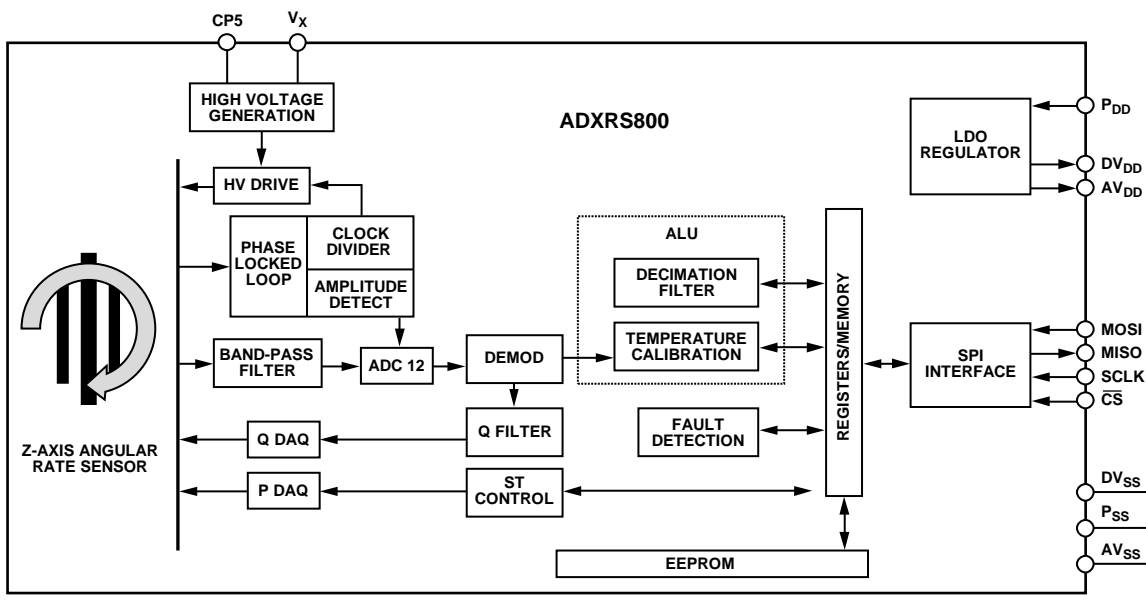 CP5
VX
HIGH VOLTAGE
GENERATION
ADXRS800
LDO
REGULATOR
PDD
DVDD
AVDD
HV DRIVE
PHASE
LOCKED
LOOP
CLOCK
DIVIDER
AMPLITUDE
DETECT
ALU
DECIMATION
FILTER
TEMPERATURE
CALIBRATION
REGISTERS/MEMORY
SPI
INTERFACE
MOSI
MISO
SCLK
CS
BAND-PASS
FILTER
ADC 12
DEMOD
Q FILTER
FAULT
DETECTION
Q DAQ
Z-AXIS ANGULAR
RATE SENSOR
P DAQ
ST
CONTROL
DVSS
PSS
AVSS
EEPROM